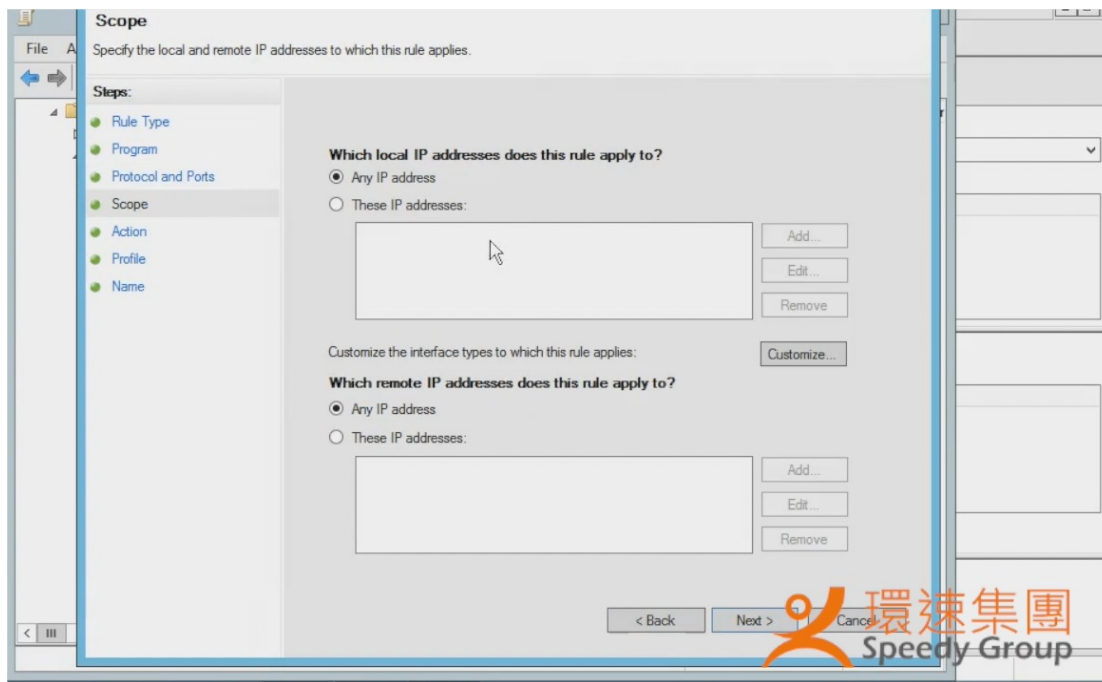 Scope
File A
Specify the local and remote IP addresses to which this rule applies.
Steps:
Rule Type
Program
Protocol and Ports
Scope
Action
Profile
Name
Which local IP addresses does this rule apply to?
Any IP address
These IP addresses:
Add...
Edit...
Remove
Customize the interface types to which this rule applies:
Customize...
Which remote IP addresses does this rule apply to?
Any IP address
These IP addresses:
Add...
Edit...
Remove
< Back
Next >
Cancel
環速集團
Speedy Group